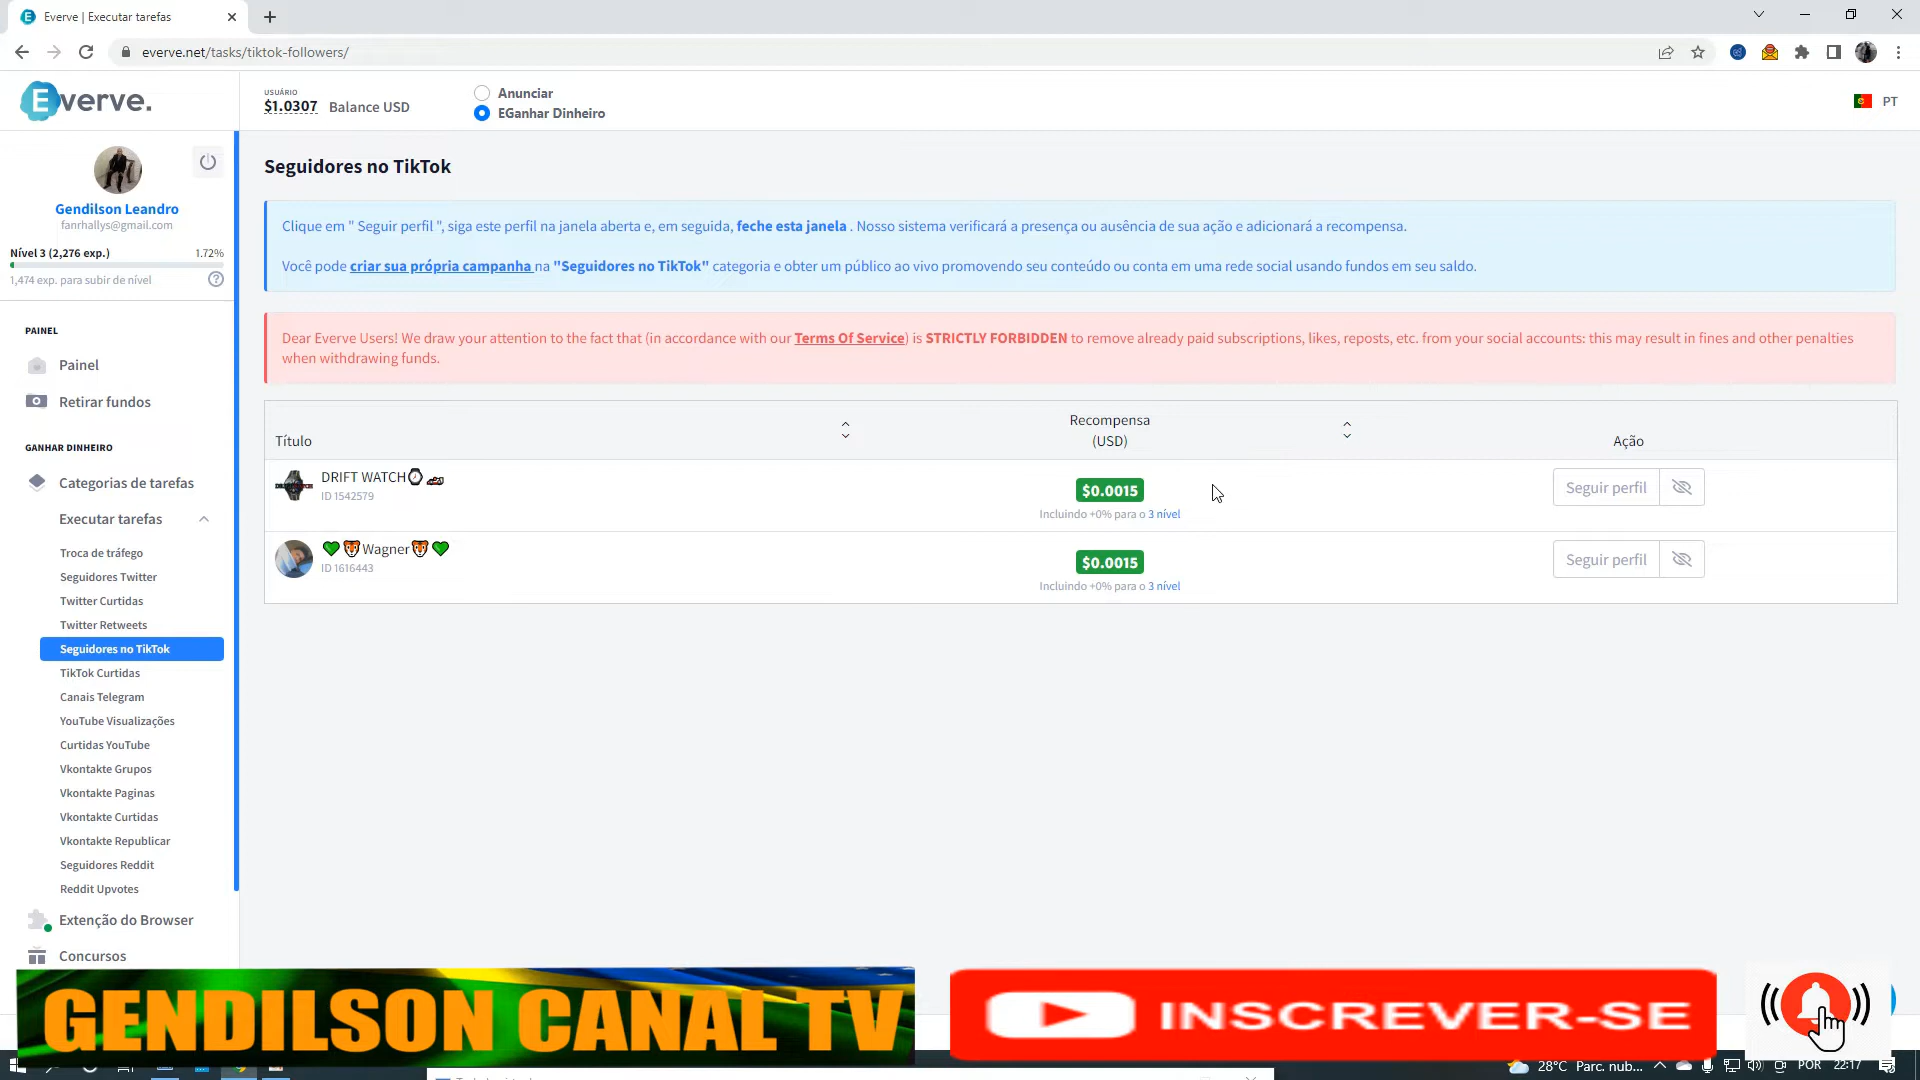 Everve | Executar tarefas
everve.net/tasks/tiktok-followers/
Everve.
USUÁRIO
$1.0307 Balance USD
Anunciar
EGanhar Dinheiro
PT
Gendilson Leandro
fanrhallys@gmail.com
Nível 3 (2,276 exp.) 1.72%
1,474 exp. para subir de nível
PAINEL
Painel
Retirar fundos
GANHAR DINHEIRO
Categorias de tarefas
Executar tarefas
Troca de tráfego
Seguidores Twitter
Twitter Curtidas
Twitter Retweets
Seguidores no TikTok
TikTok Curtidas
Canais Telegram
YouTube Visualizações
Curtidas YouTube
Vkontakte Grupos
Vkontakte Paginas
Vkontakte Curtidas
Vkontakte Republicar
Seguidores Reddit
Reddit Upvotes
Extenção do Browser
Concursos
Seguidores no TikTok
Clique em " Seguir perfil ", siga este perfil na janela aberta e, em seguida, feche esta janela . Nosso sistema verificará a presença ou ausência de sua ação e adicionará a recompensa.
Você pode criar sua própria campanha na "Seguidores no TikTok" categoria e obter um público ao vivo promovendo seu conteúdo ou conta em uma rede social usando fundos em seu saldo.
Dear Everve Users! We draw your attention to the fact that (in accordance with our Terms Of Service) is STRICTLY FORBIDDEN to remove already paid subscriptions, likes, reposts, etc. from your social accounts: this may result in fines and other penalties
when withdrawing funds.
Título
Recompensa
(USD)
Ação
DRIFT WATCH⌚🏎
ID 1542579
$0.0015
Incluindo +0% para o 3 nível
Seguir perfil
💚🐯Wagner🐯💚
ID 1616443
$0.0015
Incluindo +0% para o 3 nível
Seguir perfil
GENDILSON CANAL TV
INSCREVER-SE
28°C Parc. nub... POR 22:17